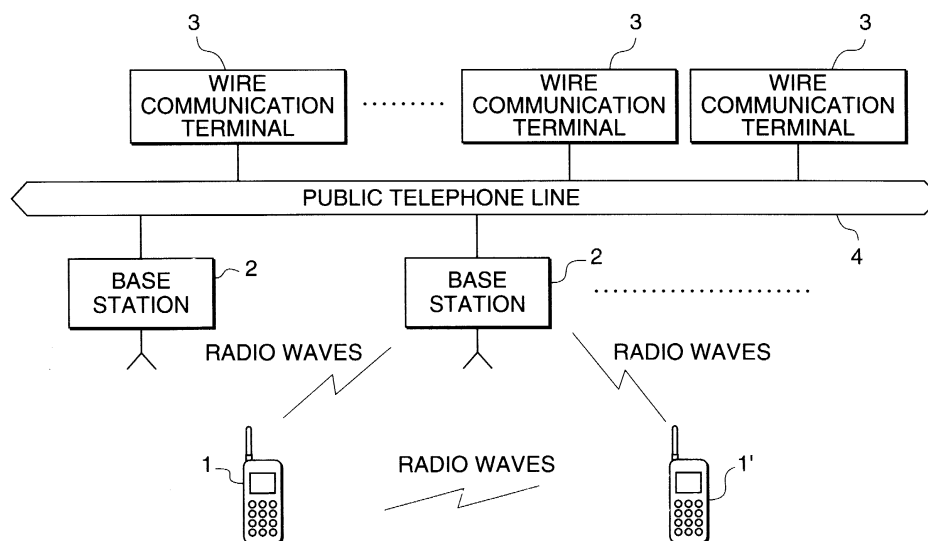 3 3 3
WIRE COMMUNICATION TERMINAL
WIRE COMMUNICATION TERMINAL
WIRE COMMUNICATION TERMINAL
PUBLIC TELEPHONE LINE
4
BASE STATION
2
BASE STATION
2
RADIO WAVES
RADIO WAVES
1
RADIO WAVES
1'